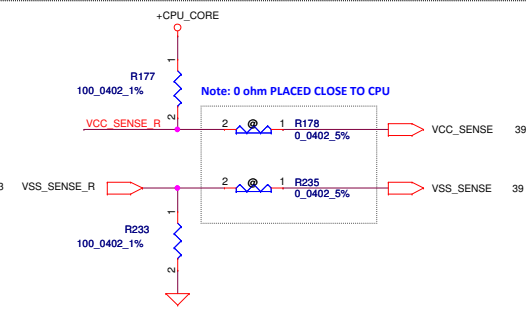 +CPU_CORE
1
R177
100_0402_1%
Note: 0 ohm PLACED CLOSE TO CPU
2
VCC_SENSE_R
2
@
1
R178
0_0402_5%
VCC_SENSE
39
3
VSS_SENSE_R
2
@
1
R235
0_0402_5%
VSS_SENSE
39
1
R233
100_0402_1%
2